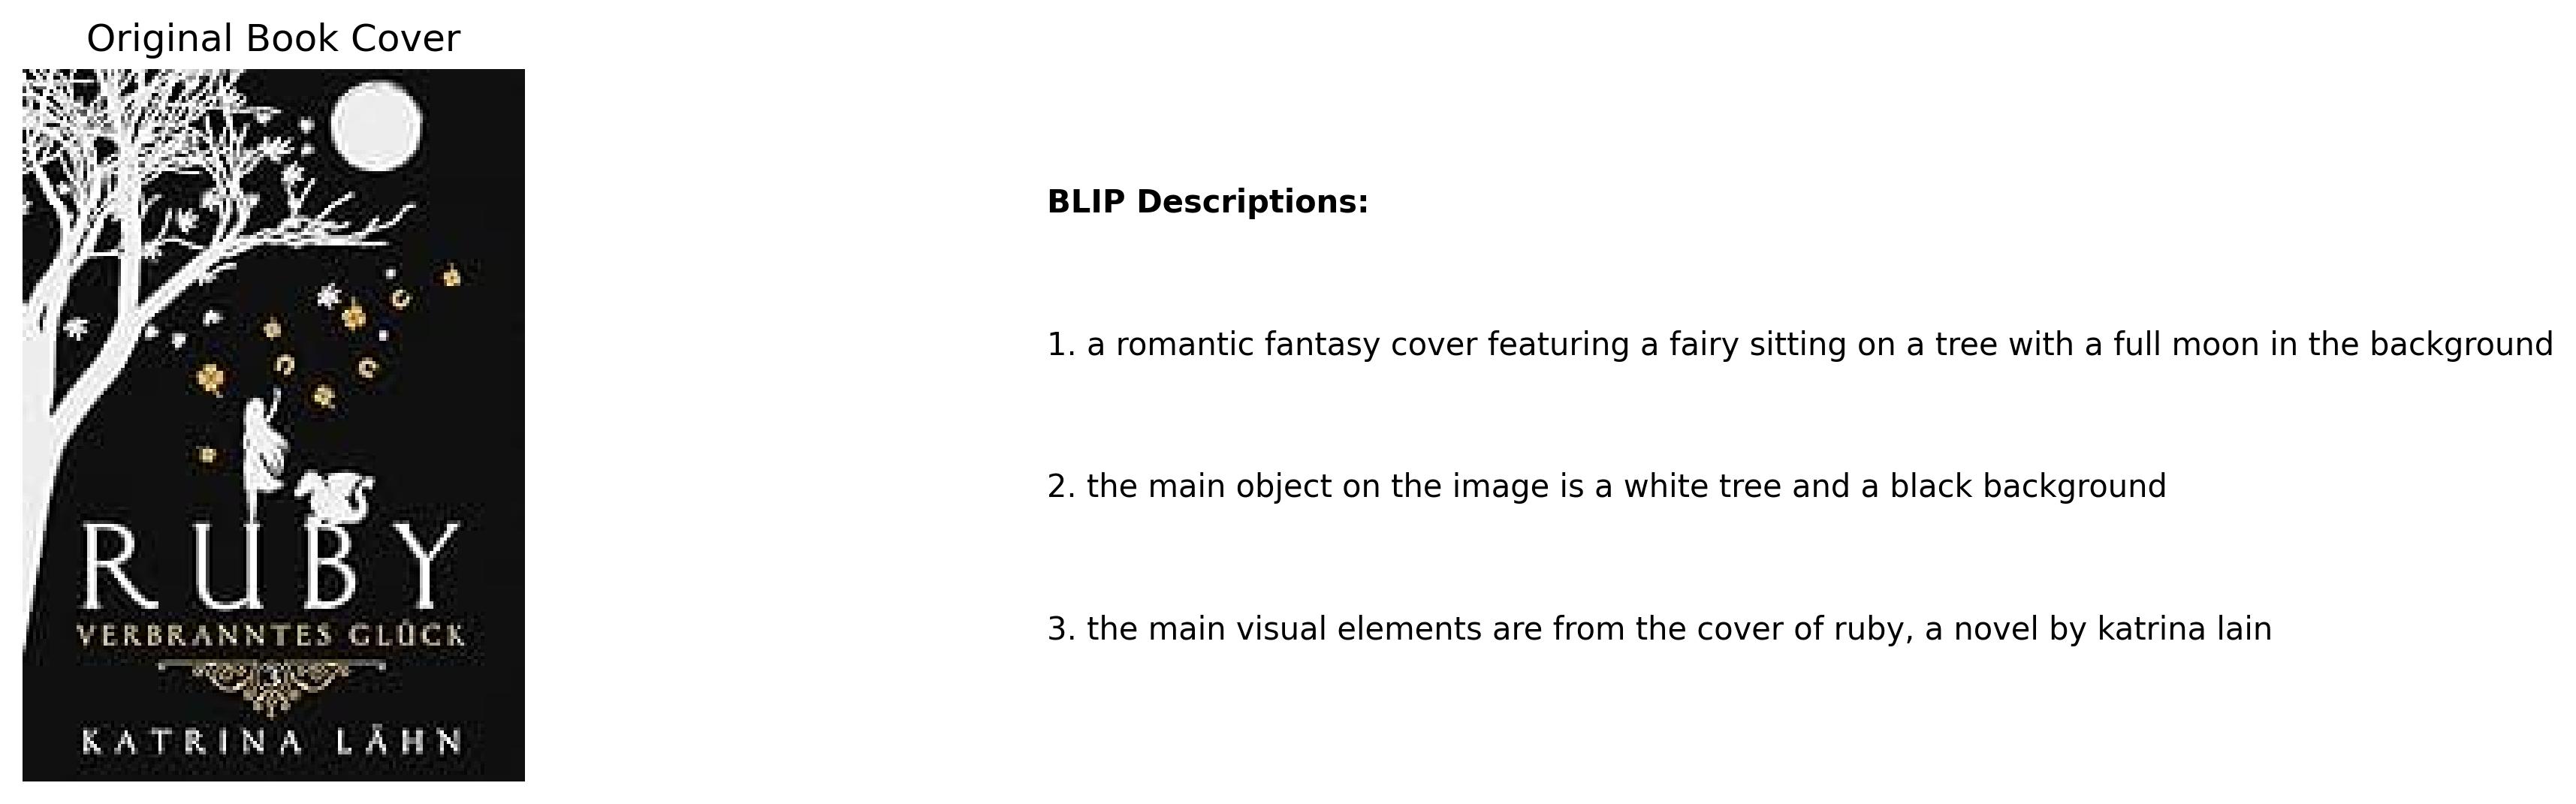 Original Book Cover
RUBY
VERBRANNTES GLÜCK
3
KATRINA LÄHN
BLIP Descriptions:
1. a romantic fantasy cover featuring a fairy sitting on a tree with a full moon in the background
2. the main object on the image is a white tree and a black background
3. the main visual elements are from the cover of ruby, a novel by katrina lain